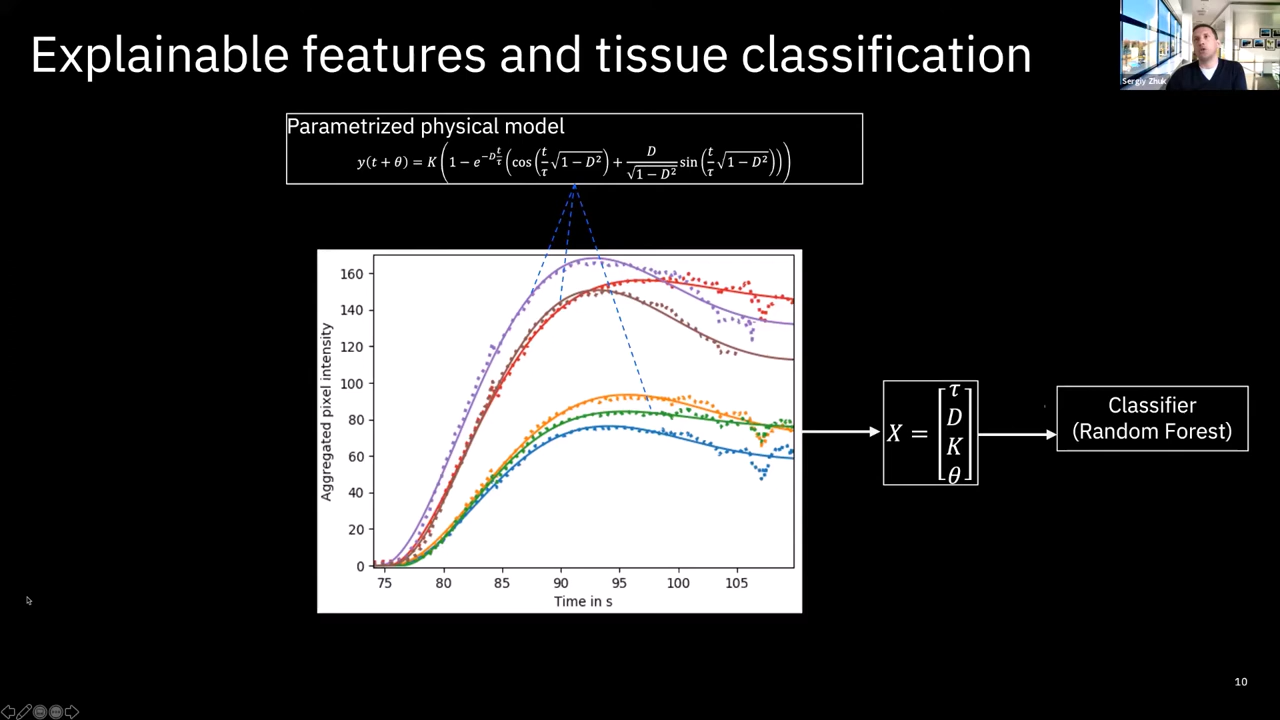 Explainable features and tissue classification
Sergiy Zhuk
Parametrized physical model
y(t + θ) = K(1 − e^{−D t/τ}(cos(t/τ √(1 − D²)) + D/√(1 − D²) sin(t/τ √(1 − D²))))
160
140
120
100
80
60
40
20
0
Aggregated pixel intensity
75 80 85 90 95 100 105
Time in s
X = [τ D K θ]
Classifier
(Random Forest)
10